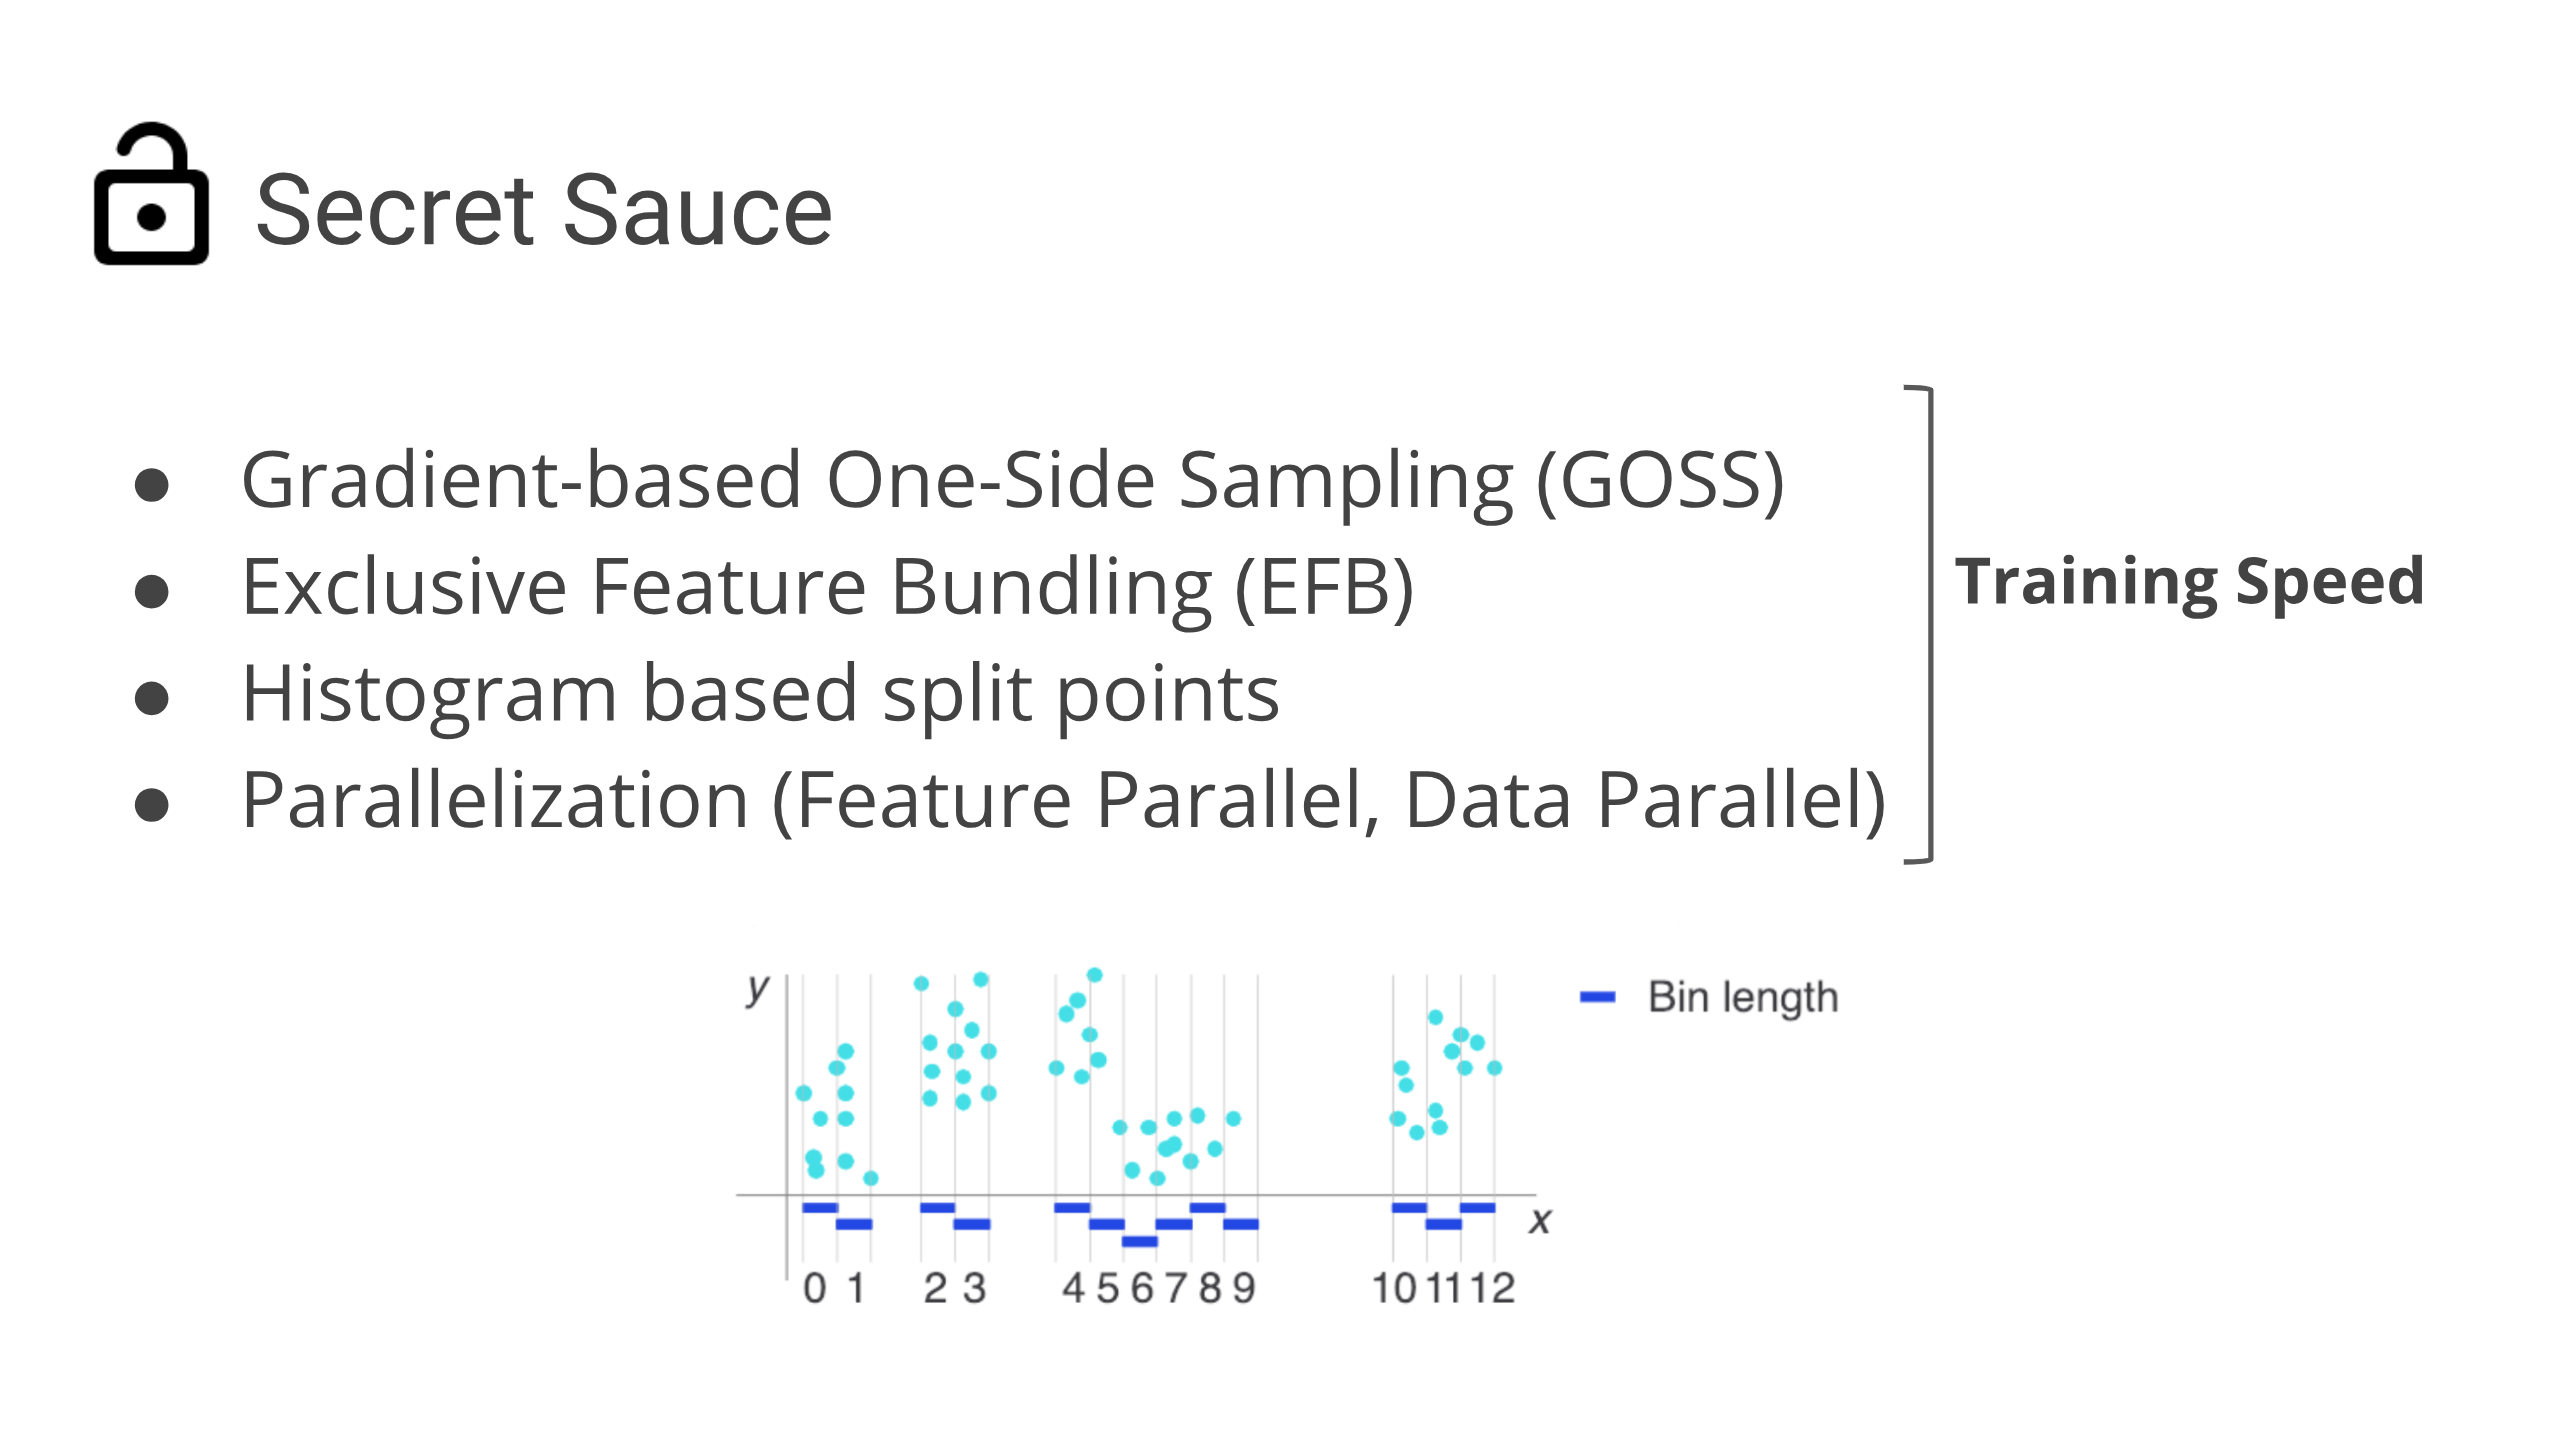 Secret Sauce
● Gradient-based One-Side Sampling (GOSS)
● Exclusive Feature Bundling (EFB)
● Histogram based split points
● Parallelization (Feature Parallel, Data Parallel)
Training Speed
y
Bin length
x
0 1 2 3 4 5 6 7 8 9 10 11 12